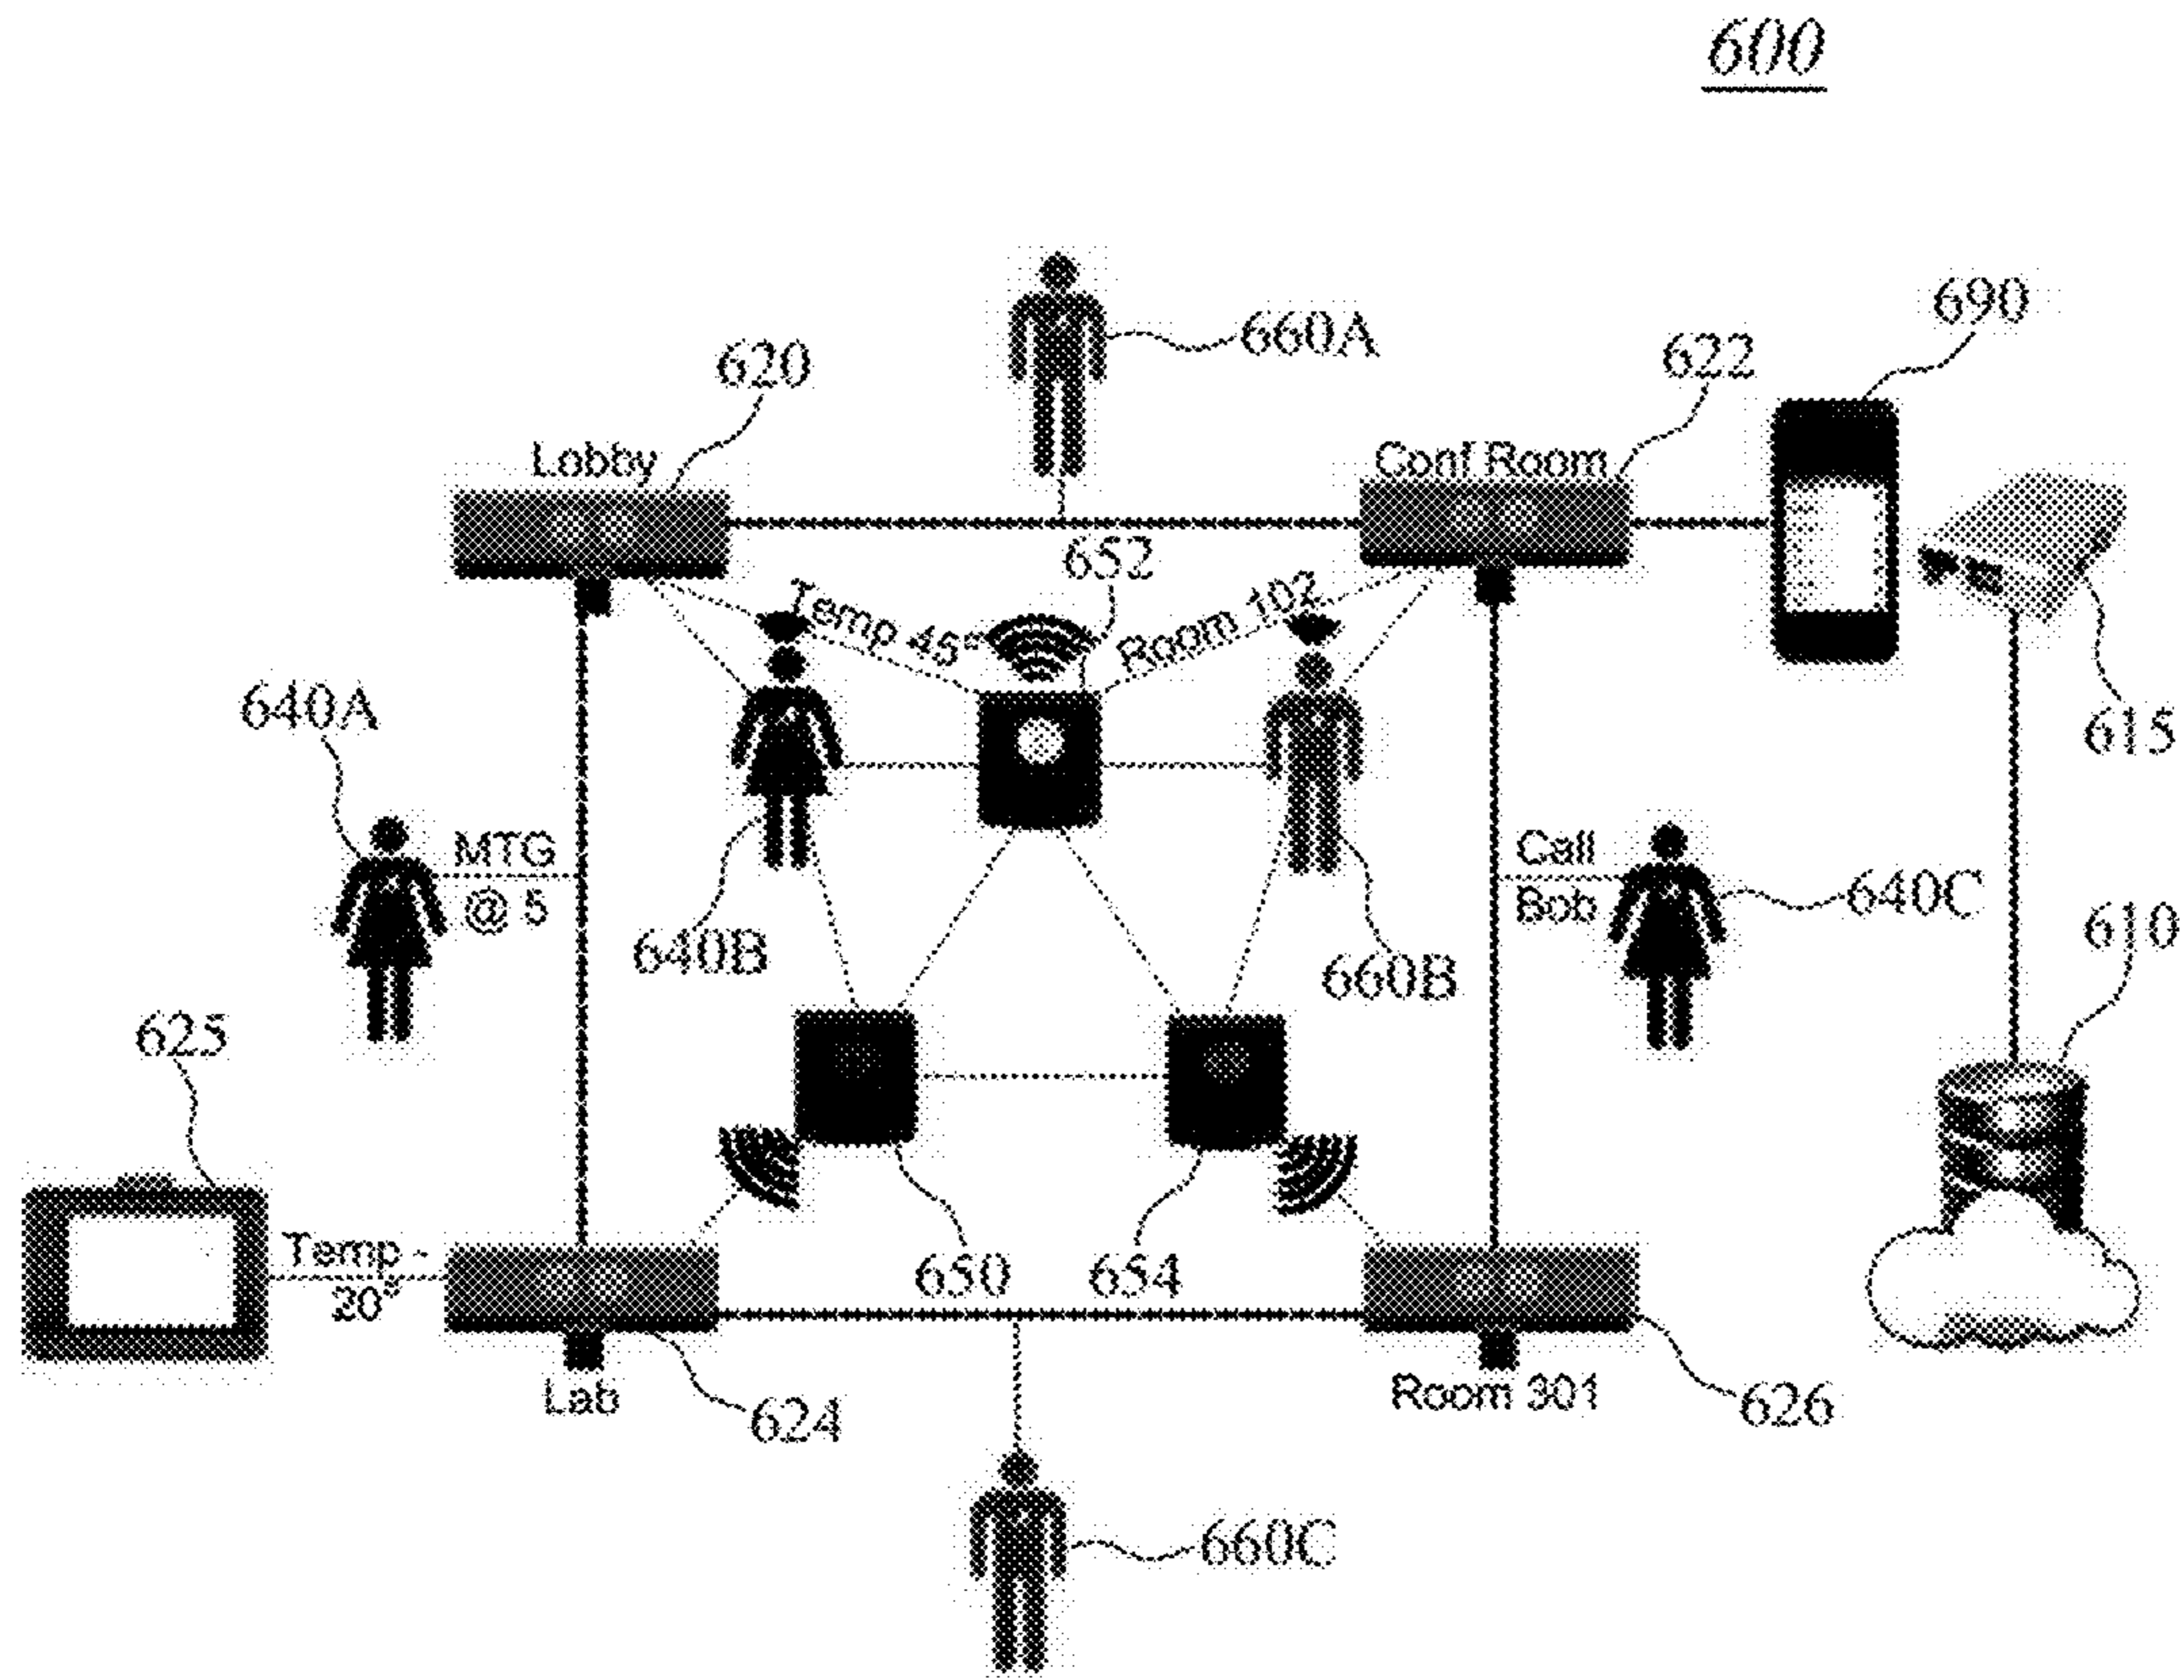 600
690
660A
622
620
Lobby
Conf Room
652
Temp 45°
Room 102
640A
615
MTG
@ 5
Call
Bob
640C
640B
660B
610
625
Temp -
20°
650
654
Lab
624
Room 301
626
660C